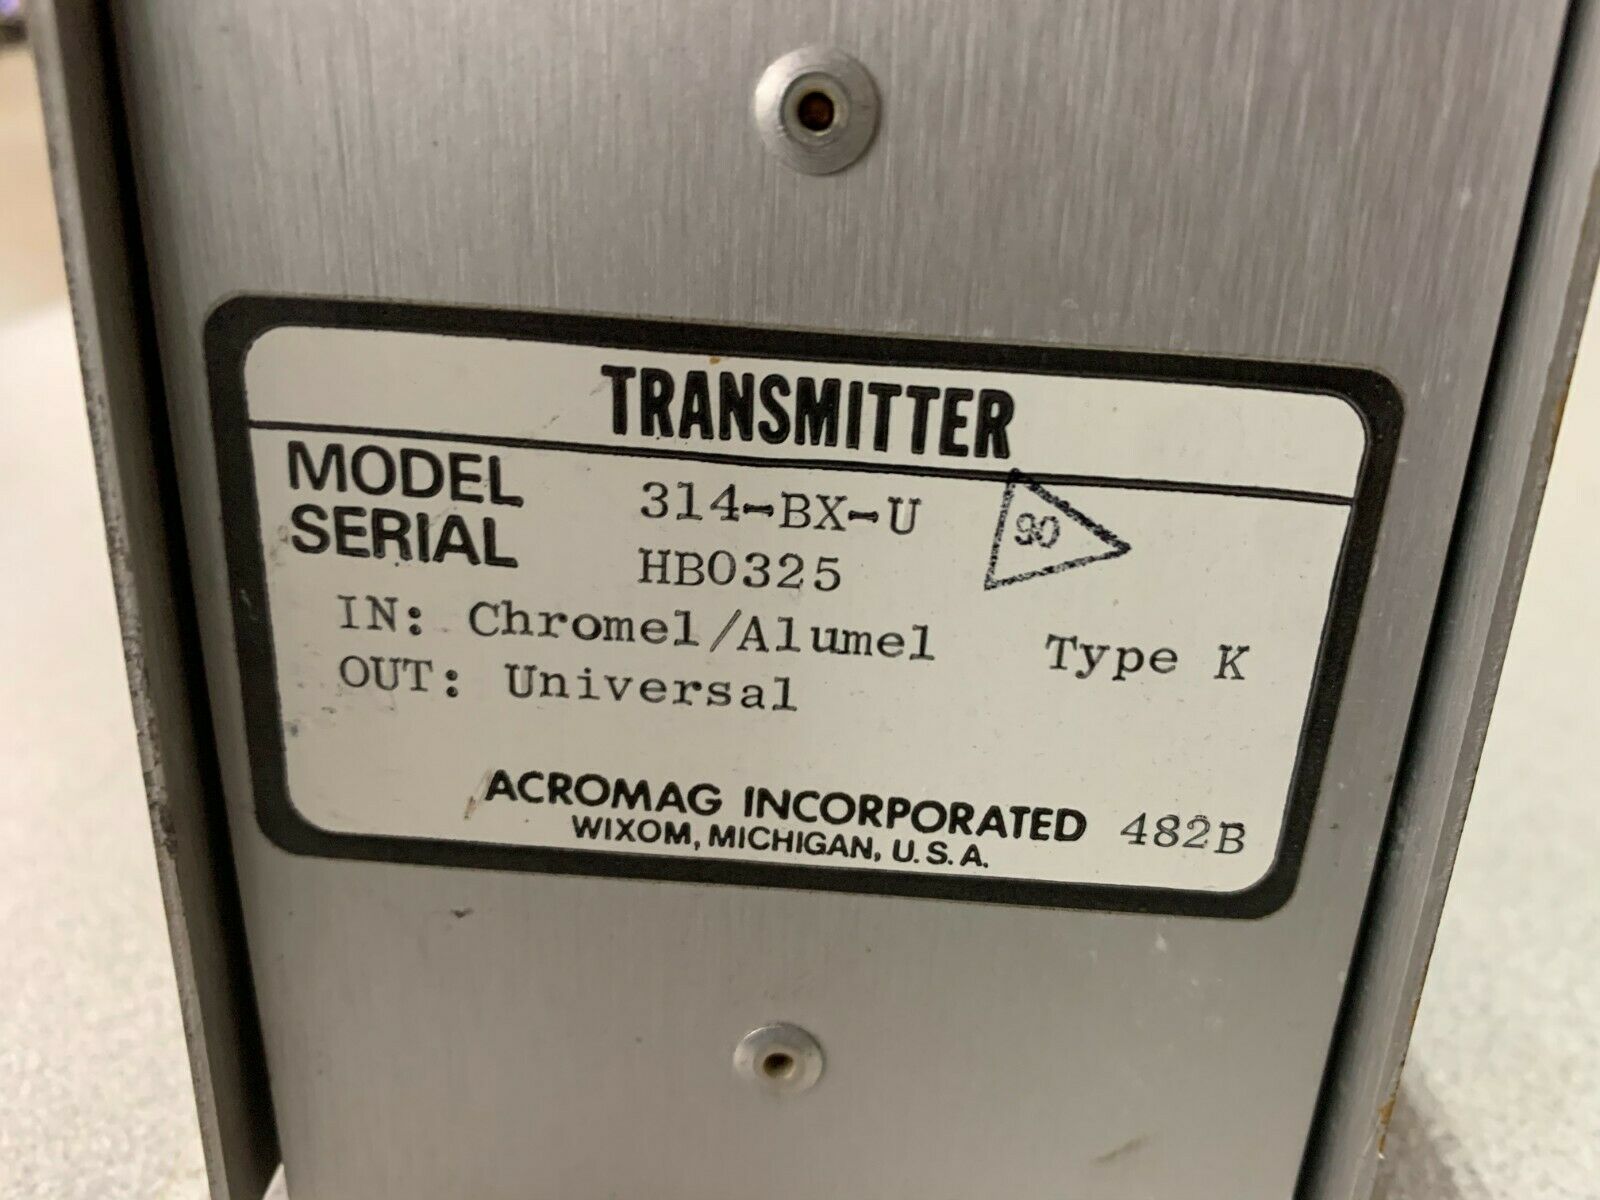 TRANSMITTER
MODEL 314-BX-U 90
SERIAL HB0325
IN: Chromel/Alumel Type K
OUT: Universal
ACROMAG INCORPORATED 482B
WIXOM, MICHIGAN, U.S.A.